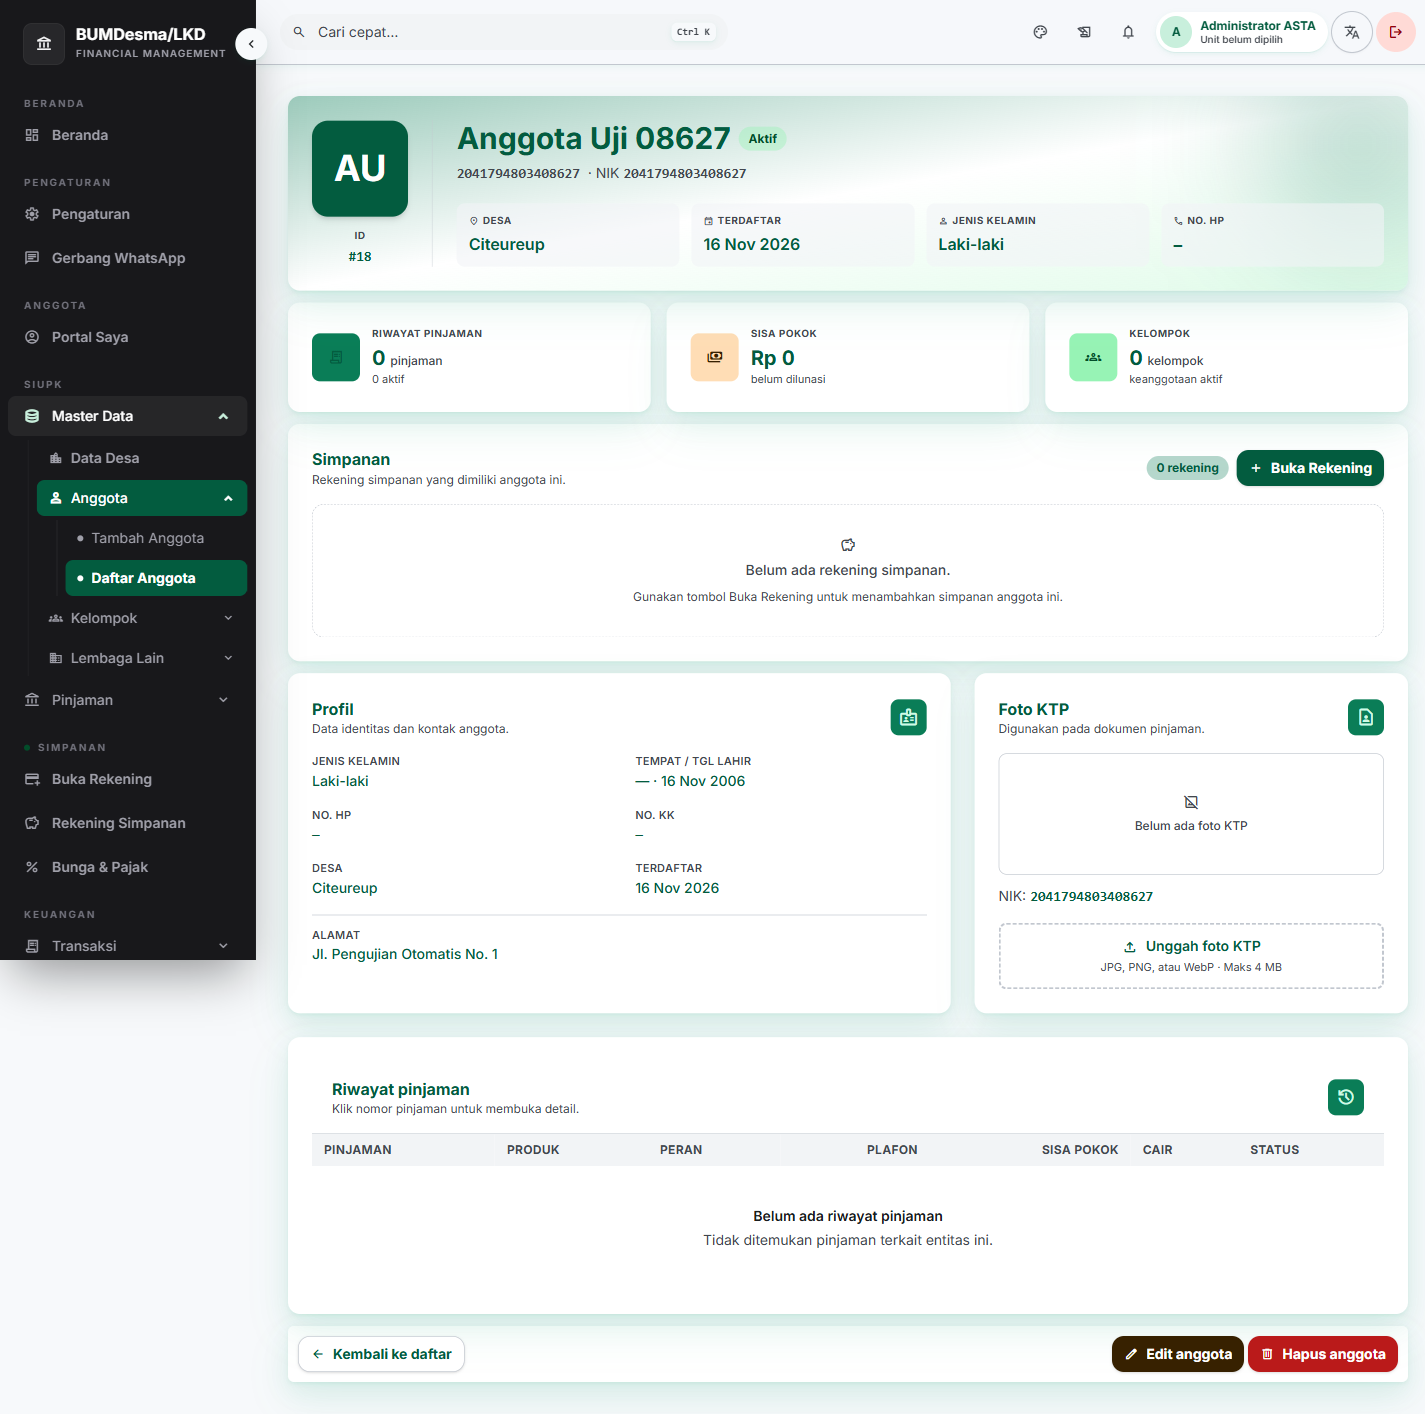 BUMDesma/LKD
FINANCIAL MANAGEMENT
BERANDA
Beranda
PENGATURAN
Pengaturan
Gerbang WhatsApp
ANGGOTA
Portal Saya
SIUPK
Master Data
Data Desa
Anggota
Tambah Anggota
Daftar Anggota
Kelompok
Lembaga Lain
Pinjaman
SIMPANAN
Buka Rekening
Rekening Simpanan
Bunga & Pajak
KEUANGAN
Transaksi
Cari cepat...
Ctrl K
A
Administrator ASTA
Unit belum dipilih
AU
ID
#18
Anggota Uji 08627 Aktif
2041794803408627 · NIK 2041794803408627
DESA
Citeureup
TERDAFTAR
16 Nov 2026
JENIS KELAMIN
Laki-laki
NO. HP
–
RIWAYAT PINJAMAN
0 pinjaman
0 aktif
SISA POKOK
Rp 0
belum dilunasi
KELOMPOK
0 kelompok
keanggotaan aktif
Simpanan
Rekening simpanan yang dimiliki anggota ini.
0 rekening
+ Buka Rekening
Belum ada rekening simpanan.
Gunakan tombol Buka Rekening untuk menambahkan simpanan anggota ini.
Profil
Data identitas dan kontak anggota.
JENIS KELAMIN
Laki-laki
TEMPAT / TGL LAHIR
— · 16 Nov 2006
NO. HP
–
NO. KK
–
DESA
Citeureup
TERDAFTAR
16 Nov 2026
ALAMAT
Jl. Pengujian Otomatis No. 1
Foto KTP
Digunakan pada dokumen pinjaman.
Belum ada foto KTP
NIK: 2041794803408627
Unggah foto KTP
JPG, PNG, atau WebP · Maks 4 MB
Riwayat pinjaman
Klik nomor pinjaman untuk membuka detail.
PINJAMAN PRODUK PERAN PLAFON SISA POKOK CAIR STATUS
Belum ada riwayat pinjaman
Tidak ditemukan pinjaman terkait entitas ini.
Kembali ke daftar
Edit anggota
Hapus anggota